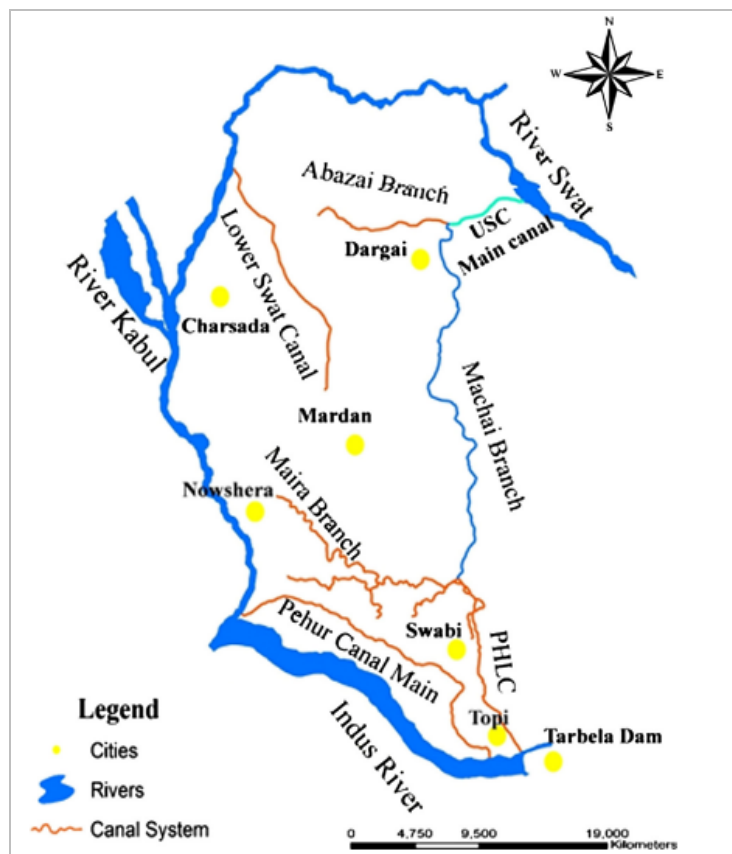 N
W E
S
River Swat
Abazai Branch
USC
Main canal
Dargai
Lower Swat Canal
Charsada
River Kabul
Machai Branch
Mardan
Maira Branch
Nowshera
Swabi
PHLC
Pehur Canal Main
Topi
Tarbela Dam
Indus River
Legend
Cities
Rivers
Canal System
0 4,750 9,500 19,000
Kilometers